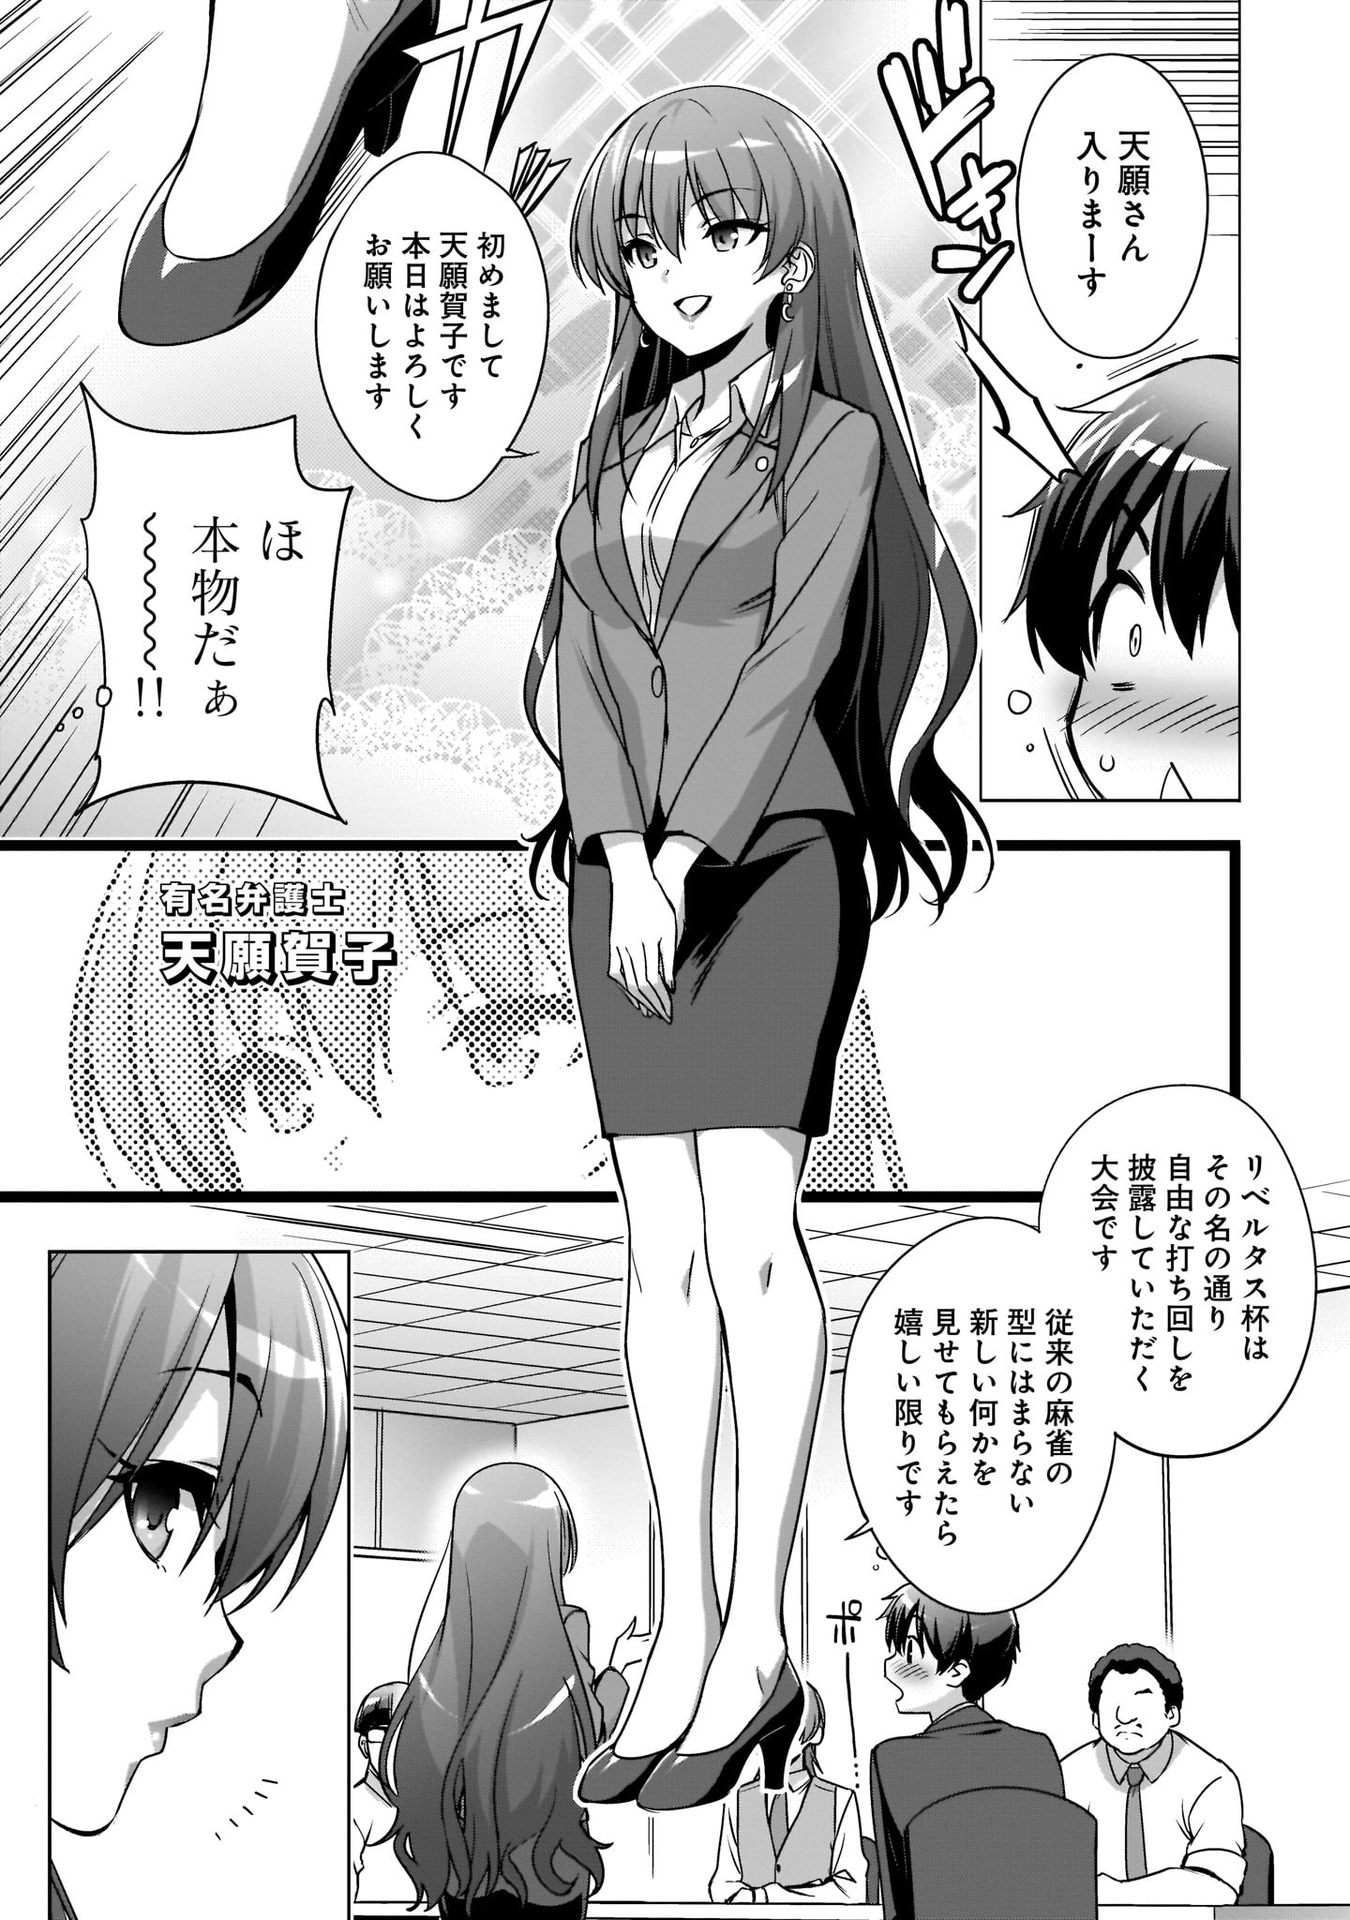 天願さん
入りまーす
ドキン
初めまして
天願賀子です
本日はよろしく
お願いします
ほ
本物だぁ
〜〜〜〜!!
有名弁護士
天願賀子
リベルタス杯は
その名の通り
自由な打ち回しを
披露していただく
大会です
従来の麻雀の
型にはまらない
新しい何かを
見せてもらえたら
嬉しい限りです
ポー…